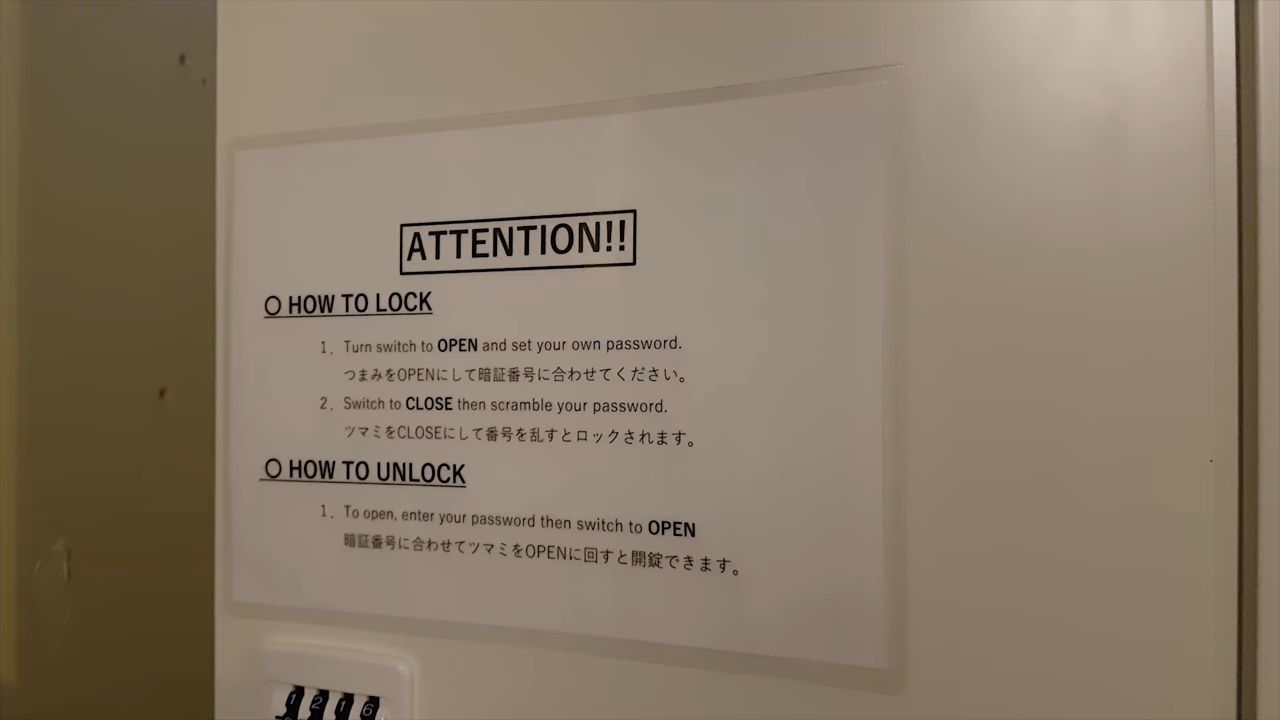 ATTENTION!!
○ HOW TO LOCK
1. Turn switch to OPEN and set your own password.
つまみをOPENにして暗証番号に合わせてください。
2. Switch to CLOSE then scramble your password.
ツマミをCLOSEにして番号を乱すとロックされます。
○ HOW TO UNLOCK
1. To open, enter your password then switch to OPEN
暗証番号に合わせてツマミをOPENに回すと開錠できます。
1 2 1 6